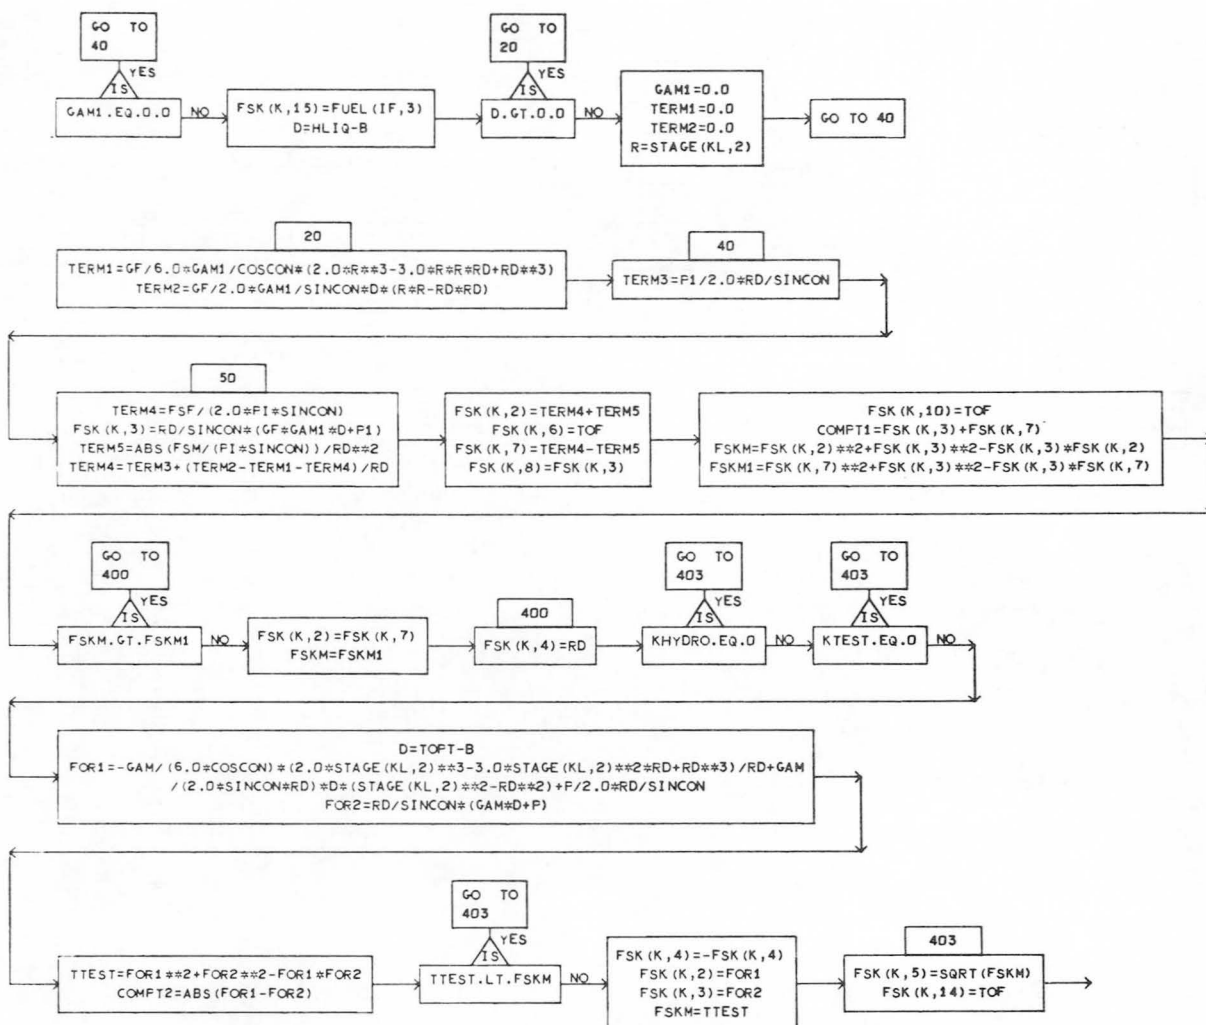 GO TO
40
YES
IS
GAM1.EQ.0.0
NO
FSK(K,15)=FUEL(IF,3)
D=HLIQ-B
GO TO
20
YES
IS
D.GT.0.0
NO
GAM1=0.0
TERM1=0.0
TERM2=0.0
R=STAGE(KL,2)
GO TO 40
20
TERM1=GF/6.0*GAM1/COSCON*(2.0*R**3-3.0*R*R*RD+RD**3)
TERM2=GF/2.0*GAM1/SINCON*D*(R*R-RD*RD)
40
TERM3=P1/2.0*RD/SINCON
50
TERM4=FSF/(2.0*PI*SINCON)
FSK(K,3)=RD/SINCON*(GF*GAM1*D+P1)
TERM5=ABS(FSM/(PI*SINCON))/RD**2
TERM4=TERM3+(TERM2-TERM1-TERM4)/RD
FSK(K,2)=TERM4+TERM5
FSK(K,6)=TOF
FSK(K,7)=TERM4-TERM5
FSK(K,8)=FSK(K,3)
FSK(K,10)=TOF
COMPT1=FSK(K,3)+FSK(K,7)
FSKM=FSK(K,2)**2+FSK(K,3)**2-FSK(K,3)*FSK(K,2)
FSKM1=FSK(K,7)**2+FSK(K,3)**2-FSK(K,3)*FSK(K,7)
GO TO
400
YES
IS
FSKM.GT.FSKM1
NO
FSK(K,2)=FSK(K,7)
FSKM=FSKM1
400
FSK(K,4)=RD
GO TO
403
YES
IS
KHYDRO.EQ.0
NO
GO TO
403
YES
IS
KTEST.EQ.0
NO
D=TOPT-B
FOR1=-GAM/(6.0*COSCON)*(2.0*STAGE(KL,2)**3-3.0*STAGE(KL,2)**2*RD+RD**3)/RD+GAM
/(2.0*SINCON*RD)*D*(STAGE(KL,2)**2-RD**2)+P/2.0*RD/SINCON
FOR2=RD/SINCON*(GAM*D+P)
TTEST=FOR1**2+FOR2**2-FOR1*FOR2
COMPT2=ABS(FOR1-FOR2)
GO TO
403
YES
IS
TTEST.LT.FSKM
NO
FSK(K,4)=-FSK(K,4)
FSK(K,2)=FOR1
FSK(K,3)=FOR2
FSKM=TTEST
403
FSK(K,5)=SQRT(FSKM)
FSK(K,14)=TOF